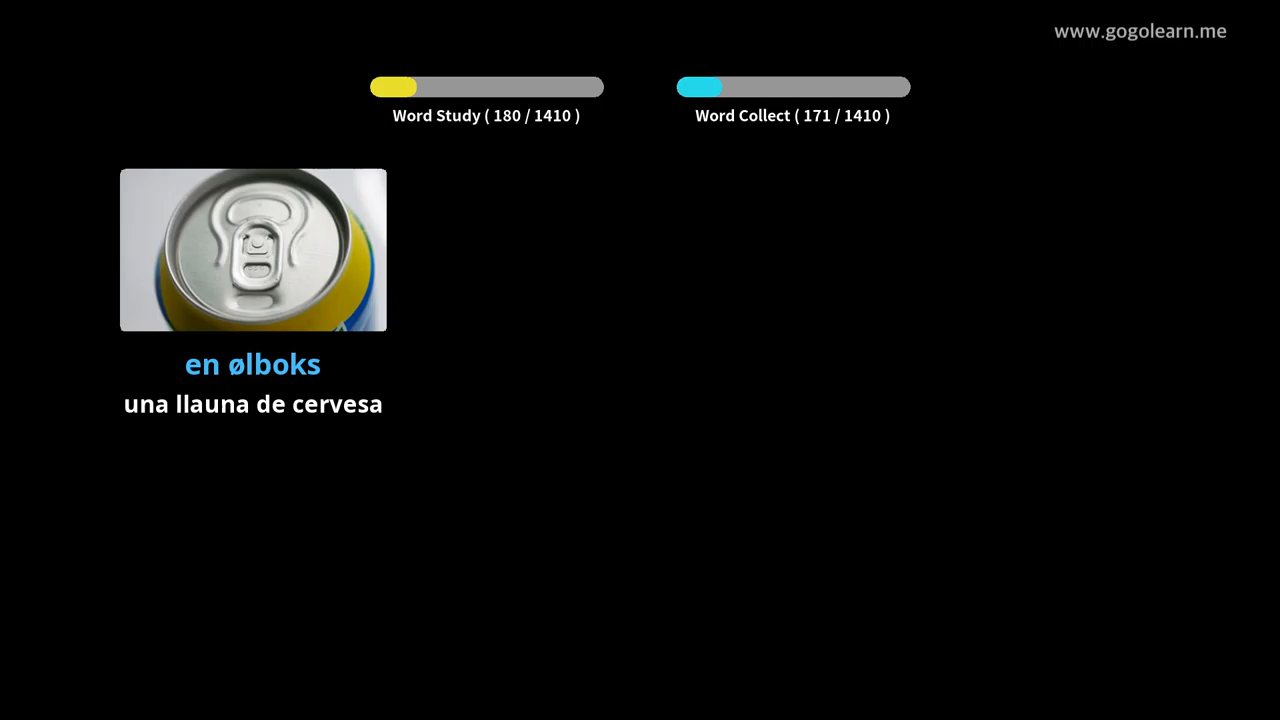 www.gogolearn.me
Word Study ( 180 / 1410 )
Word Collect ( 171 / 1410 )
en ølboks
una llauna de cervesa